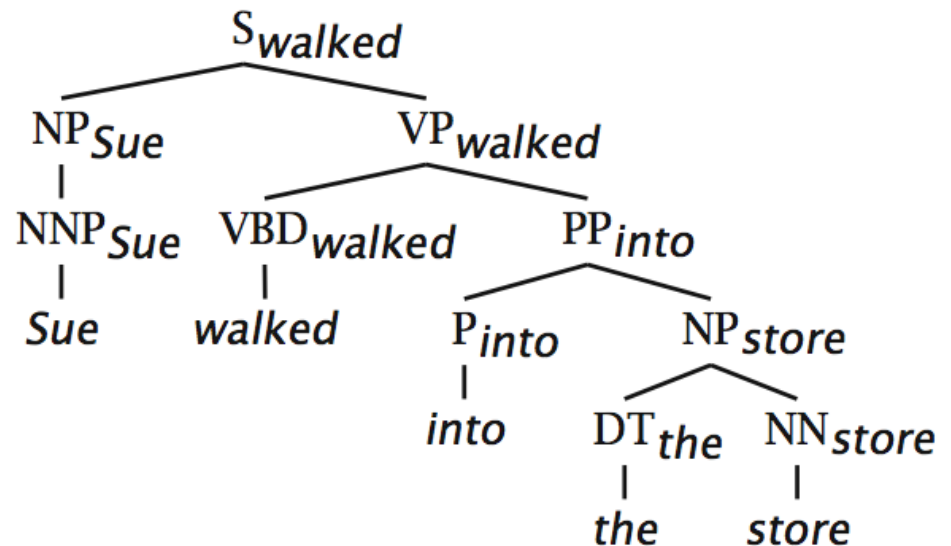 S walked
NP Sue VP walked
NNP Sue VBD walked PP into
Sue walked P into NP store
into DT the NN store
the store